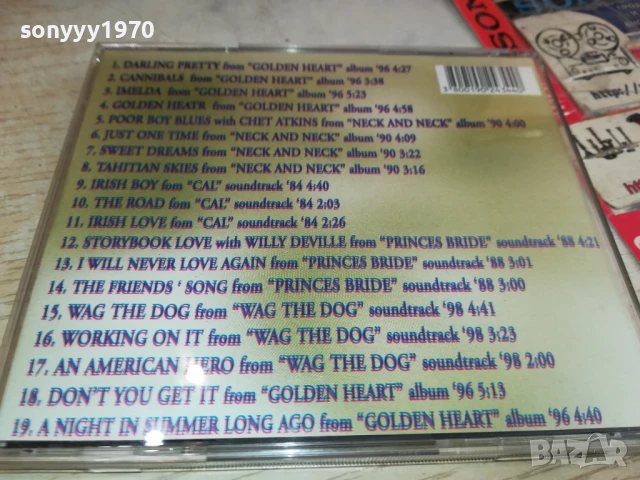 sonyyy1970
1. DARLING PRETTY from "GOLDEN HEART" album '96 4:27
2. CANNIBALS from "GOLDEN HEART" album '96 3:38
3. IMELDA from "GOLDEN HEART" album '96 5:23
4. GOLDEN HEATR from "GOLDEN HEART" album '96 4:58
5. POOR BOY BLUES with CHET ATKINS from "NECK AND NECK" album '90 4:00
6. JUST ONE TIME from "NECK AND NECK" album '90 4:09
7. SWEET DREAMS from "NECK AND NECK" album '90 3:22
8. TAHITIAN SKIES from "NECK AND NECK" album '90 3:16
9. IRISH BOY fom "CAL" soundtrack '84 4:40
10. THE ROAD fom "CAL" soundtrack '84 2:03
11. IRISH LOVE fom "CAL" soundtrack '84 2:26
12. STORYBOOK LOVE with WILLY DEVILLE from "PRINCES BRIDE" soundtrack '88 4:21
13. I WILL NEVER LOVE AGAIN from "PRINCES BRIDE" soundtrack '88 3:01
14. THE FRIENDS ' SONG from "PRINCES BRIDE" soundtrack '88 3:00
15. WAG THE DOG from "WAG THE DOG" soundtrack '98 4:41
16. WORKING ON IT from "WAG THE DOG" soundtrack '98 3:23
17. AN AMERICAN HERO from "WAG THE DOG" soundtrack '98 2:00
18. DON'T YOU GET IT from "GOLDEN HEART" album '96 5:13
19. A NIGHT IN SUMMER LONG AGO from "GOLDEN HEART" album '96 4:40
http://
BAZAR